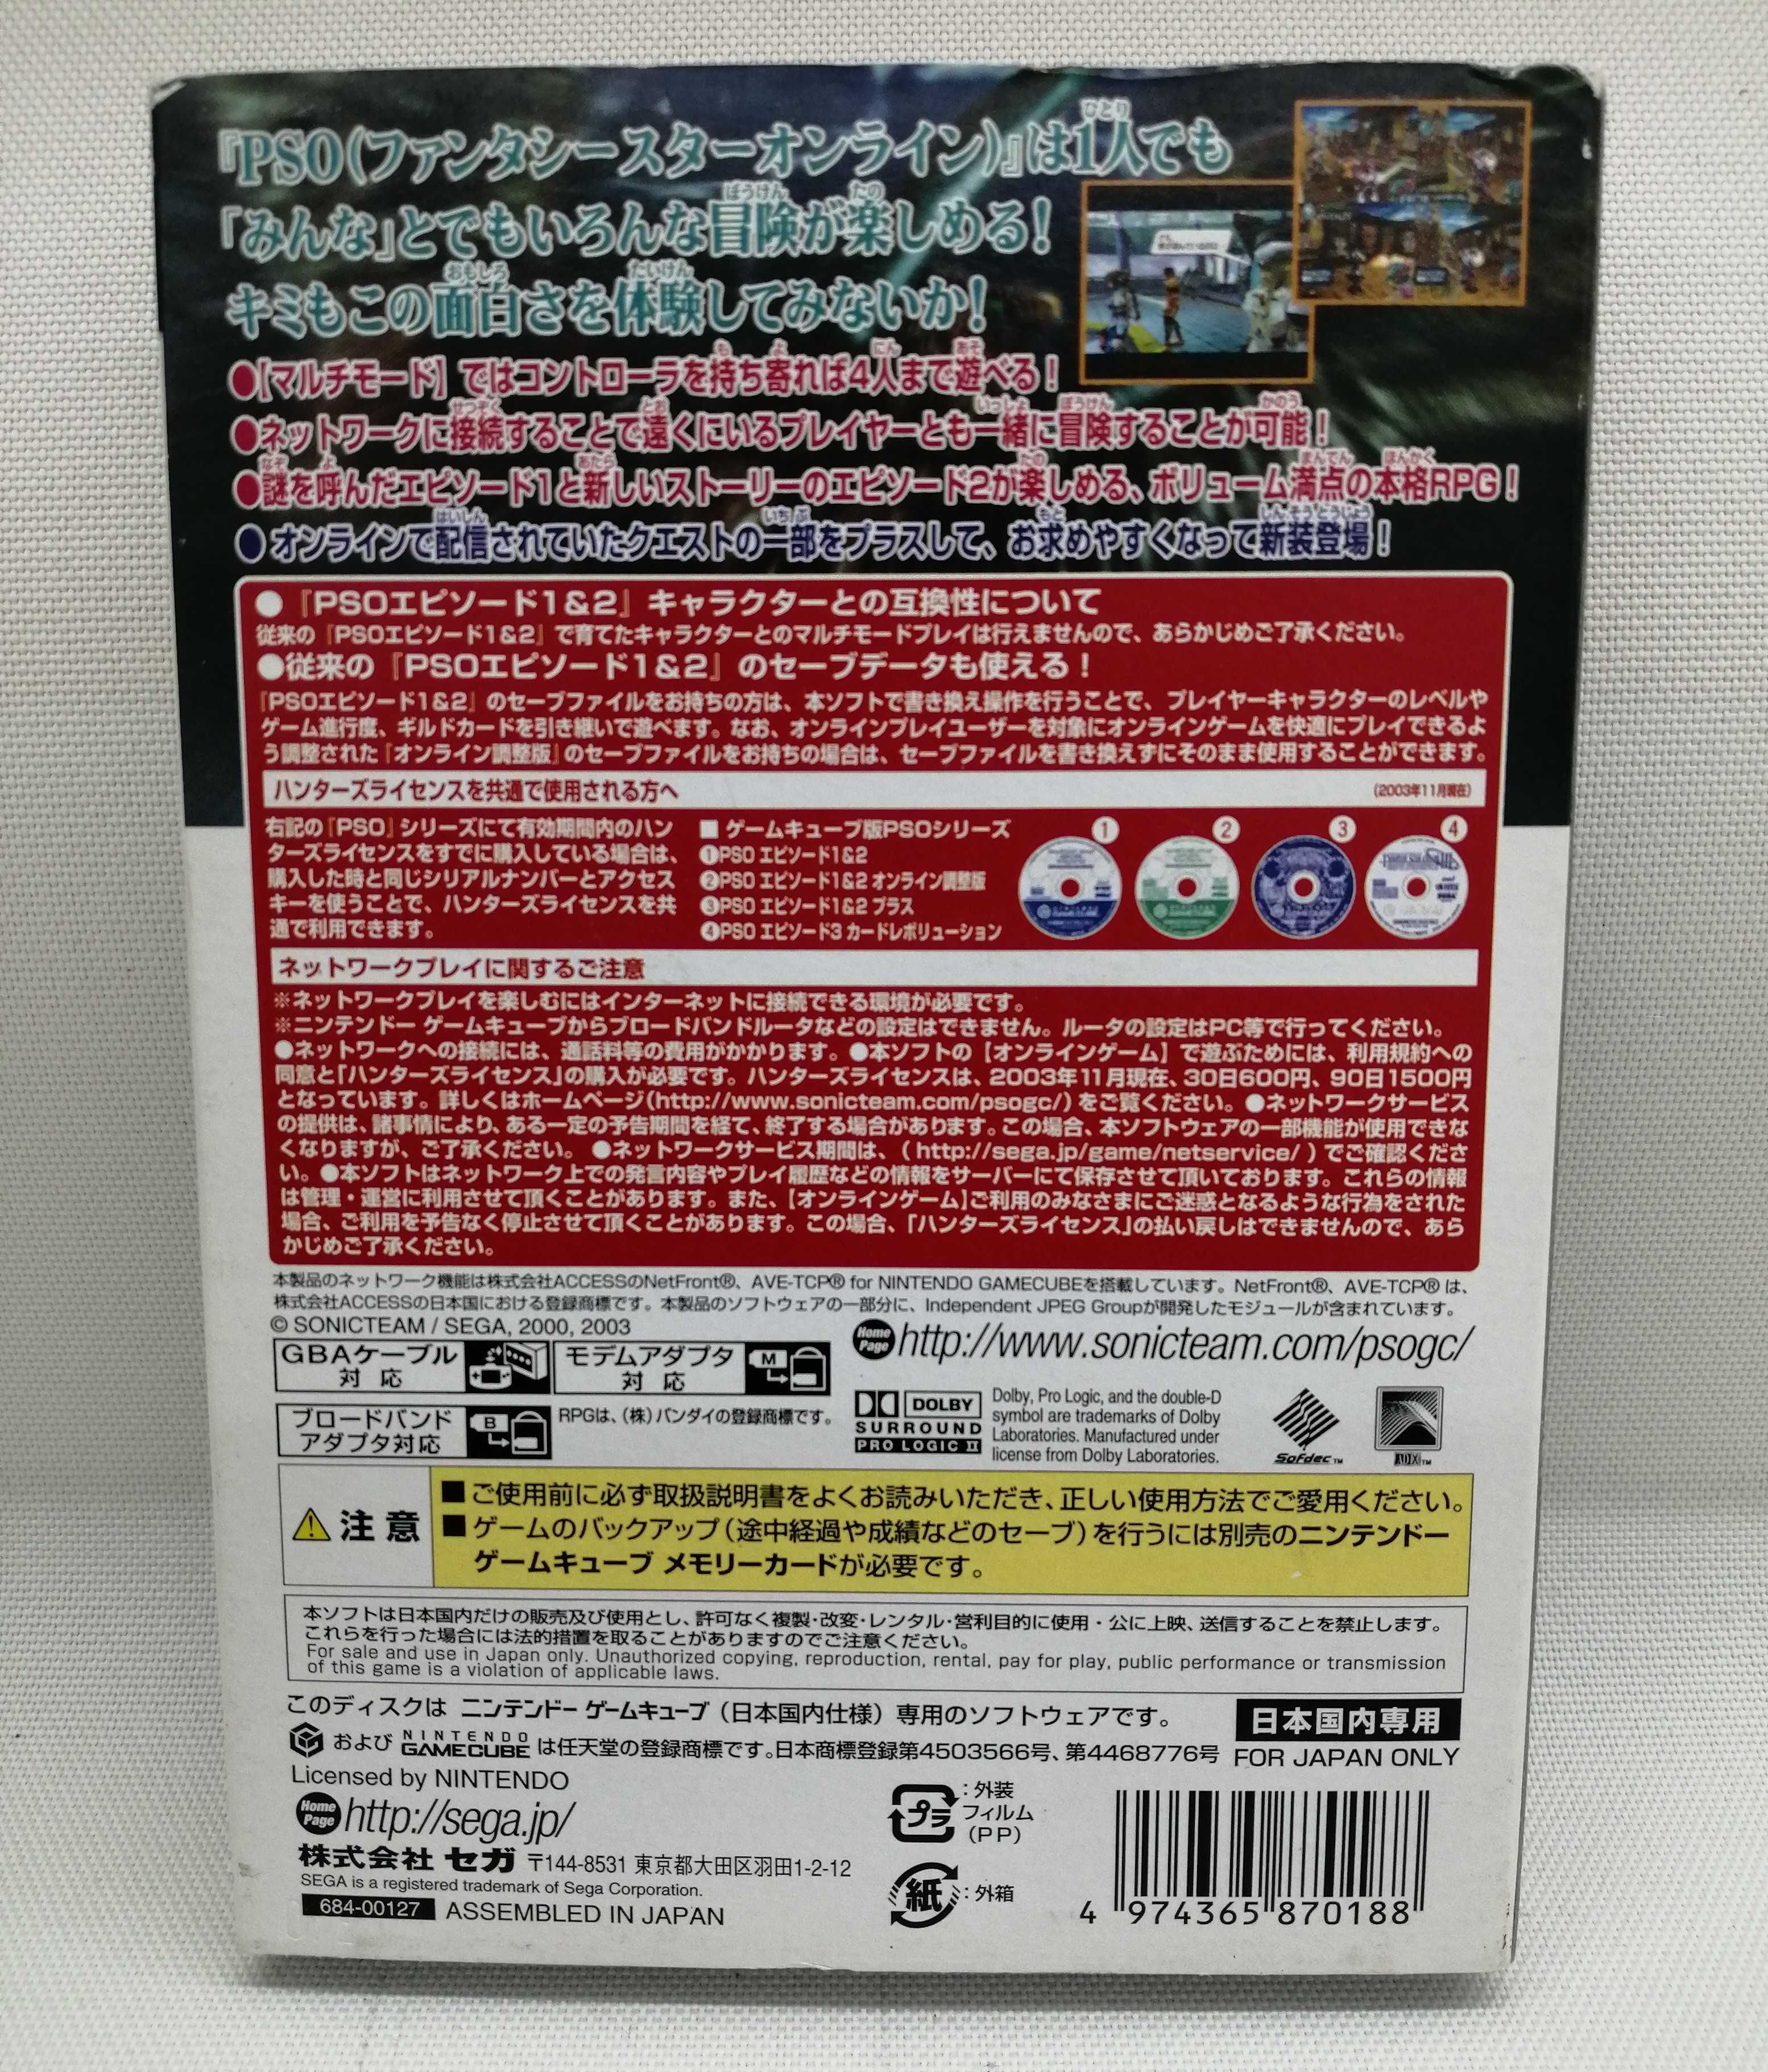 『PSO(ファンタシースターオンライン)』は1人でも
「みんな」とでもいろんな冒険が楽しめる！
キミもこの面白さを体験してみないか！
●【マルチモード】ではコントローラを持ち寄れば4人まで遊べる！
●ネットワークに接続することで遠くにいるプレイヤーとも一緒に冒険することが可能！
●謎を呼んだエピソード1と新しいストーリーのエピソード2が楽しめる、ボリューム満点の本格RPG！
●オンラインで配信されていたクエストの一部をプラスして、お求めやすくなって新装登場！
●『PSOエピソード1&2』キャラクターとの互換性について
従来の『PSOエピソード1&2』で育てたキャラクターとのマルチモードプレイは行えませんので、あらかじめご了承ください。
●従来の『PSOエピソード1&2』のセーブデータも使える！
『PSOエピソード1&2』のセーブファイルをお持ちの方は、本ソフトで書き換え操作を行うことで、プレイヤーキャラクターのレベルや
ゲーム進行度、ギルドカードを引き継いで遊べます。なお、オンラインプレイユーザーを対象にオンラインゲームを快適にプレイできるよ
う調整された『オンライン調整版』のセーブファイルをお持ちの場合は、セーブファイルを書き換えずにそのまま使用することができます。
ハンターズライセンスを共通で使用される方へ (2003年11月現在)
右記の『PSO』シリーズにて有効期間内のハン
ターズライセンスをすでに購入している場合は、
購入した時と同じシリアルナンバーとアクセス
キーを使うことで、ハンターズライセンスを共
通で利用できます。
■ ゲームキューブ版PSOシリーズ
❶PSO エピソード1&2
❷PSO エピソード1&2 オンライン調整版
❸PSO エピソード1&2 プラス
❹PSO エピソード3 カードレボリューション
1 2 3 4
ネットワークプレイに関するご注意
※ネットワークプレイを楽しむにはインターネットに接続できる環境が必要です。
※ニンテンドー ゲームキューブからブロードバンドルータなどの設定はできません。ルータの設定はPC等で行ってください。
●ネットワークへの接続には、通話料等の費用がかかります。●本ソフトの【オンラインゲーム】で遊ぶためには、利用規約への
同意と「ハンターズライセンス」の購入が必要です。ハンターズライセンスは、2003年11月現在、30日600円、90日1500円
となっています。詳しくはホームページ(http://www.sonicteam.com/psogc/)をご覧ください。●ネットワークサービス
の提供は、諸事情により、ある一定の予告期間を経て、終了する場合があります。この場合、本ソフトウェアの一部機能が使用できな
くなりますが、ご了承ください。●ネットワークサービス期間は、( http://sega.jp/game/netservice/ )でご確認くださ
い。●本ソフトはネットワーク上での発言内容やプレイ履歴などの情報をサーバーにて保存させて頂いております。これらの情報
は管理・運営に利用させて頂くことがあります。また、【オンラインゲーム】ご利用のみなさまにご迷惑となるような行為をされた
場合、ご利用を予告なく停止させて頂くことがあります。この場合、「ハンターズライセンス」の払い戻しはできませんので、あら
かじめご了承ください。
本製品のネットワーク機能は株式会社ACCESSのNetFront®、AVE-TCP® for NINTENDO GAMECUBEを搭載しています。NetFront®、AVE-TCP® は、
株式会社ACCESSの日本国における登録商標です。本製品のソフトウェアの一部分に、Independent JPEG Groupが開発したモジュールが含まれています。
© SONICTEAM / SEGA, 2000, 2003
Home Page http://www.sonicteam.com/psogc/
GBAケーブル
対 応
モデムアダプタ
対 応
M
ブロードバンド
アダプタ対応
B
RPGは、(株)バンダイの登録商標です。
DOLBY
SURROUND
PRO LOGIC II
Dolby, Pro Logic, and the double-D
symbol are trademarks of Dolby
Laboratories. Manufactured under
license from Dolby Laboratories.
Sofdec™
ADX™
注 意
■ご使用前に必ず取扱説明書をよくお読みいただき、正しい使用方法でご愛用ください。
■ゲームのバックアップ(途中経過や成績などのセーブ)を行うには別売のニンテンドー
ゲームキューブ メモリーカードが必要です。
本ソフトは日本国内だけの販売及び使用とし、許可なく複製・改変・レンタル・営利目的に使用・公に上映、送信することを禁止します。
これらを行った場合には法的措置を取ることがありますのでご注意ください。
For sale and use in Japan only. Unauthorized copying, reproduction, rental, pay for play, public performance or transmission
of this game is a violation of applicable laws.
このディスクは ニンテンドー ゲームキューブ (日本国内仕様) 専用のソフトウェアです。
日本国内専用
および NINTENDO GAMECUBE は任天堂の登録商標です。日本商標登録第4503566号、第4468776号
FOR JAPAN ONLY
Licensed by NINTENDO
Home Page http://sega.jp/
株式会社 セガ 〒144-8531 東京都大田区羽田1-2-12
SEGA is a registered trademark of Sega Corporation.
684-00127 ASSEMBLED IN JAPAN
プラ :外装
フィルム
(PP)
紙 :外箱
4 974365 870188